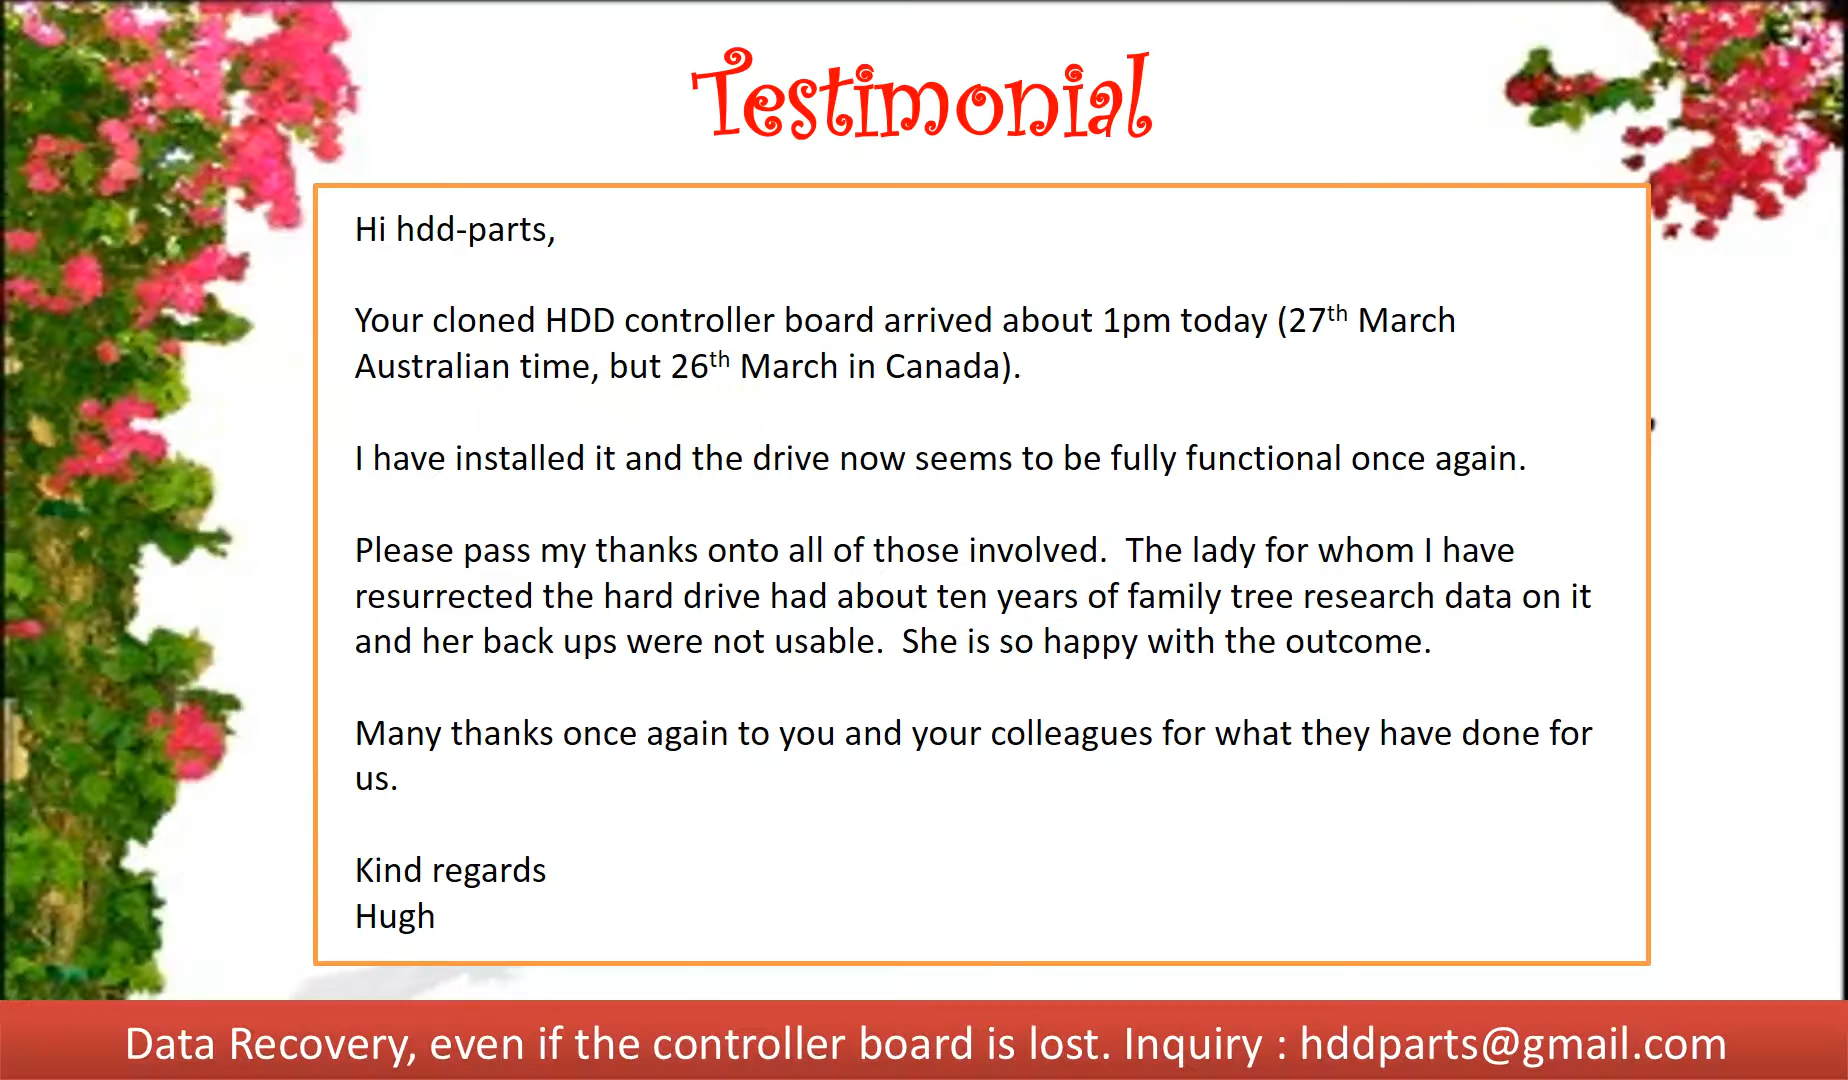 Testimonial
Hi hdd-parts,
Your cloned HDD controller board arrived about 1pm today (27th March
Australian time, but 26th March in Canada).
I have installed it and the drive now seems to be fully functional once again.
Please pass my thanks onto all of those involved.  The lady for whom I have
resurrected the hard drive had about ten years of family tree research data on it
and her back ups were not usable.  She is so happy with the outcome.
Many thanks once again to you and your colleagues for what they have done for
us.
Kind regards
Hugh
Data Recovery, even if the controller board is lost. Inquiry : hddparts@gmail.com